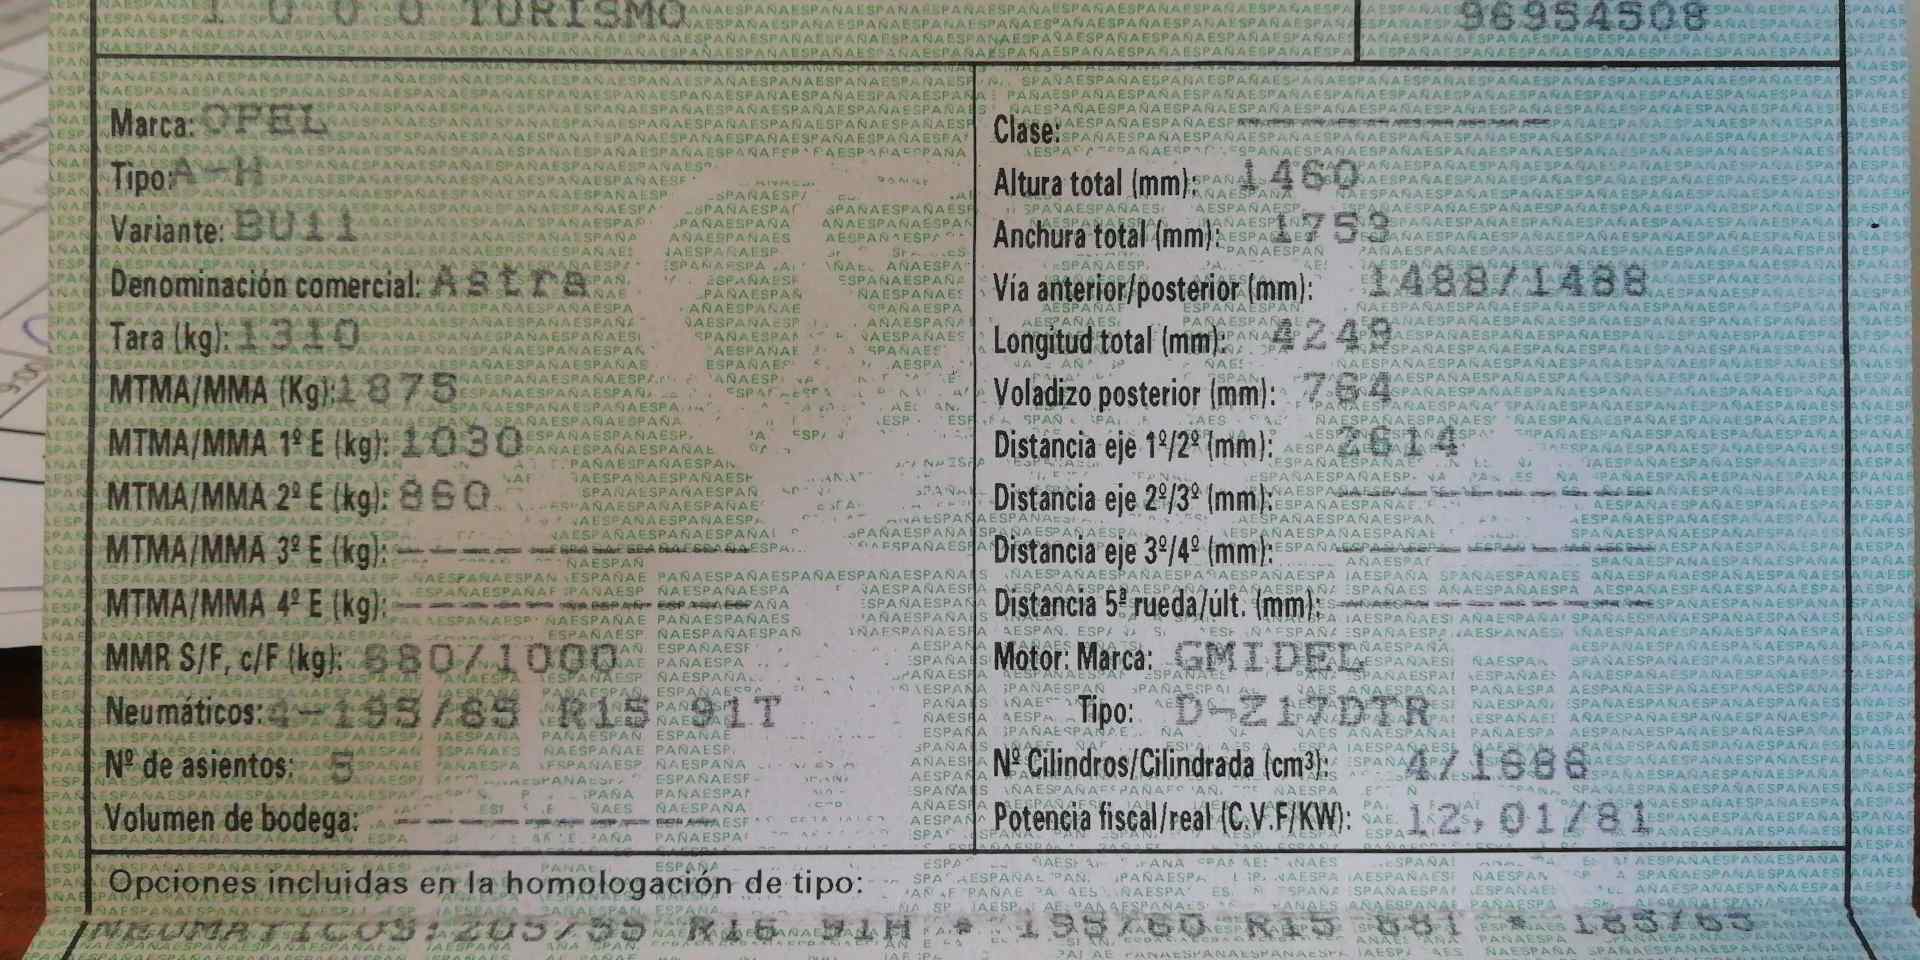 1000 TURISMO
96954508
Marca: OPEL
Tipo: A-H
Variante: BU11
Denominación comercial: Astra
Tara (kg): 1310
MTMA/MMA (Kg): 1875
MTMA/MMA 1º E (kg): 1030
MTMA/MMA 2º E (kg): 860
MTMA/MMA 3º E (kg): ----------
MTMA/MMA 4º E (kg): ----------
MMR S/F, c/F (kg): 680/1000
Neumáticos: 4-195/65 R15 91T
Nº de asientos: 5
Volumen de bodega: ---------
Clase: ---------
Altura total (mm): 1460
Anchura total (mm): 1753
Vía anterior/posterior (mm): 1488/1488
Longitud total (mm): 4249
Voladizo posterior (mm): 764
Distancia eje 1º/2º (mm): 2614
Distancia eje 2º/3º (mm): ---------
Distancia eje 3º/4º (mm): ---------
Distancia 5ª rueda/últ. (mm): ---------
Motor: Marca: GMIDEL
Tipo: D-Z17DTR
Nº Cilindros/Cilindrada (cm³): 4/1686
Potencia fiscal/real (C.V.F/KW): 12,01/81
Opciones incluidas en la homologación de tipo:
NEUMATICOS:205/55 R16 91H * 195/60 R15 88T * 185/65